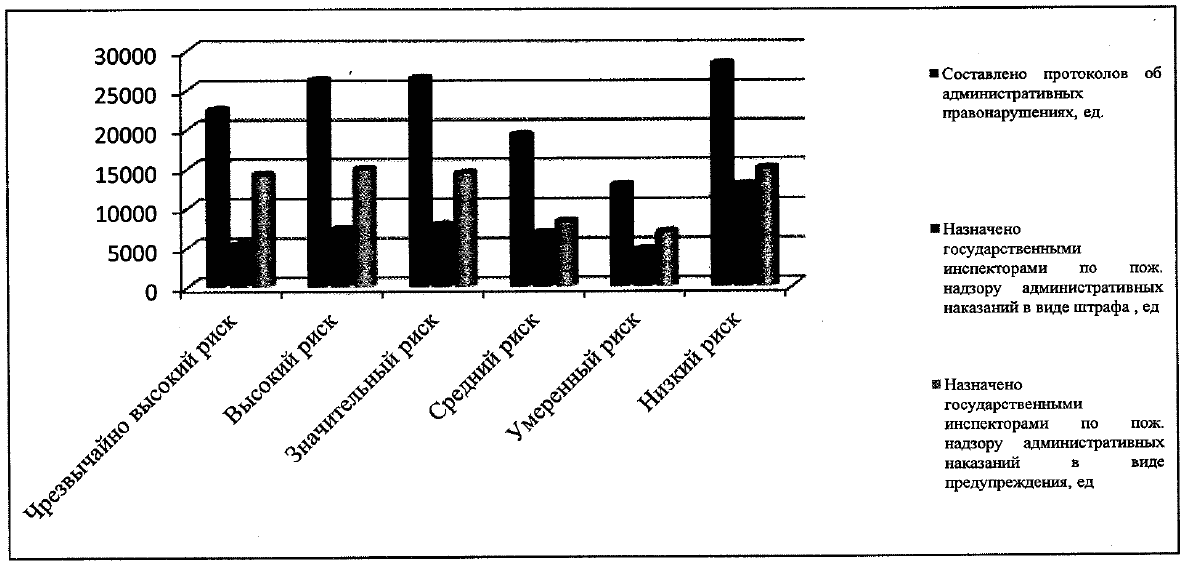 30000
25000
20000
15000
10000
5000
0
Чрезвычайно высокий риск
Высокий риск
Значительный риск
Средний риск
Умеренный риск
Низкий риск
Составлено протоколов об
административных
правонарушениях, ед.
Назначено
государственными
инспекторами по пож.
надзору административных
наказаний в виде штрафа , ед
Назначено
государственными
инспекторами по пож.
надзору административных
наказаний в виде
предупреждения, ед